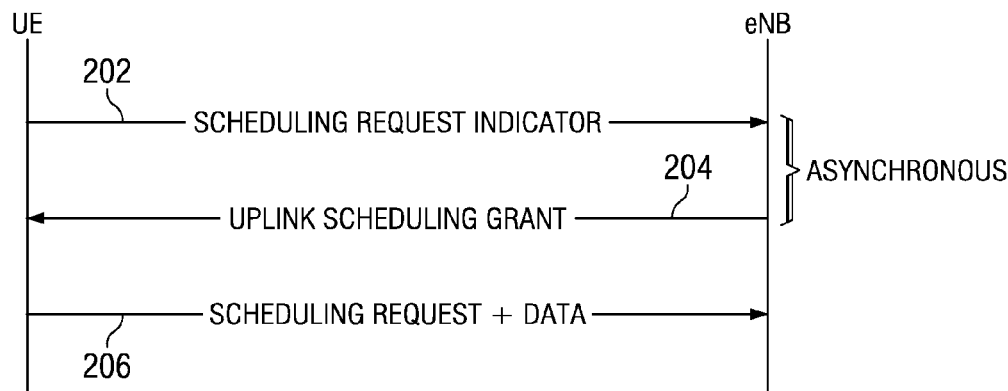 UE
eNB
202
SCHEDULING REQUEST INDICATOR
ASYNCHRONOUS
204
UPLINK SCHEDULING GRANT
SCHEDULING REQUEST + DATA
206